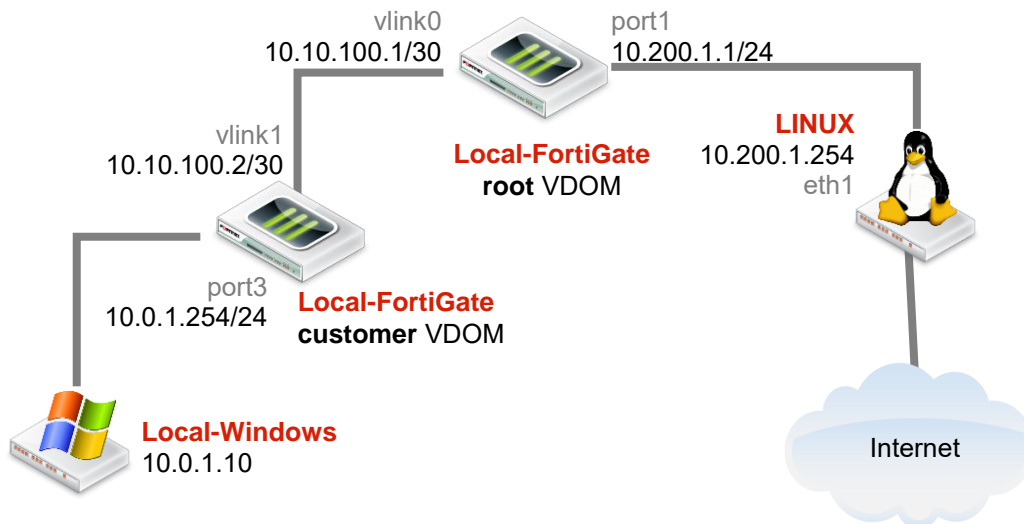 vlink0
10.10.100.1/30
port1
10.200.1.1/24
vlink1
10.10.100.2/30
Local-FortiGate
root VDOM
LINUX
10.200.1.254
eth1
port3
10.0.1.254/24
Local-FortiGate
customer VDOM
Local-Windows
10.0.1.10
Internet